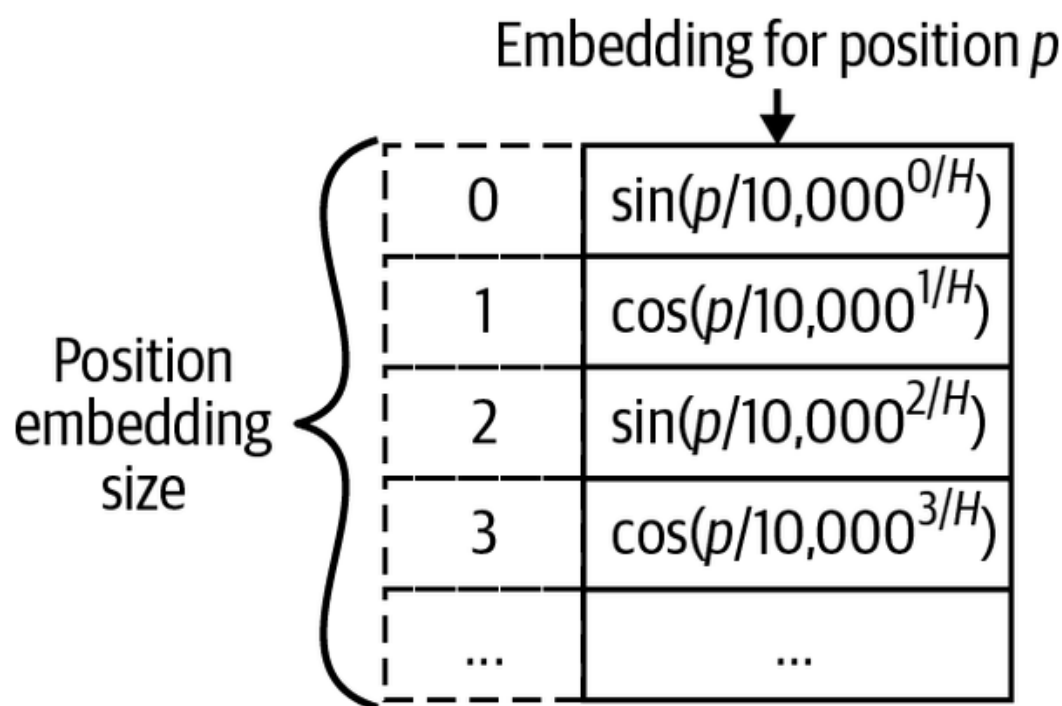 Embedding for position p
0 sin(p/10,000^0/H)
1 cos(p/10,000^1/H)
Position
embedding
size
2 sin(p/10,000^2/H)
3 cos(p/10,000^3/H)
... ...